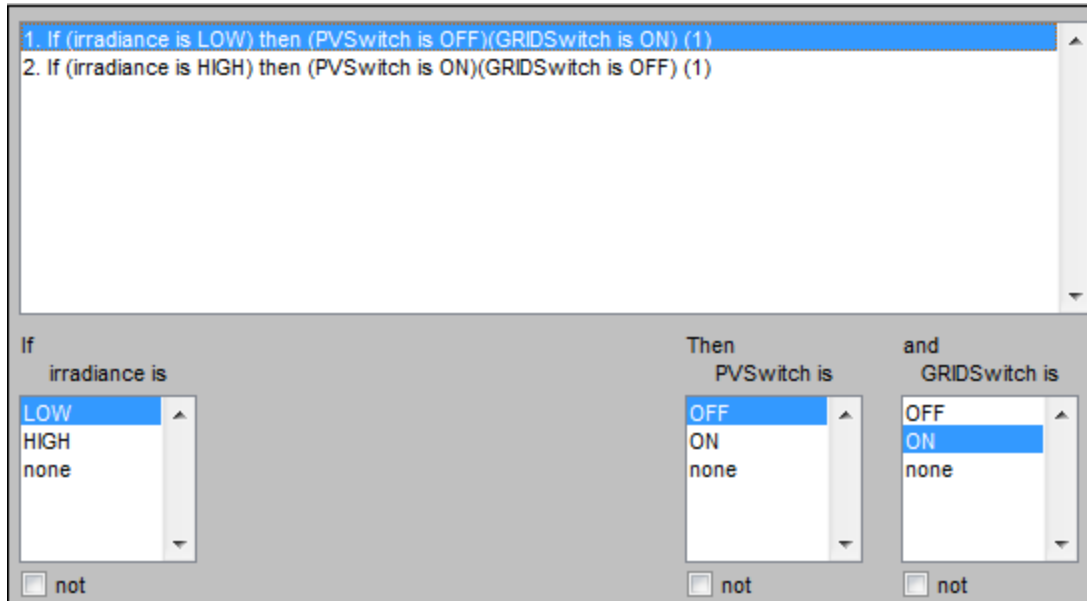 1. If (irradiance is LOW) then (PVSwitch is OFF)(GRIDSwitch is ON) (1)
2. If (irradiance is HIGH) then (PVSwitch is ON)(GRIDSwitch is OFF) (1)
If
irradiance is
LOW
HIGH
none
not
Then
PVSwitch is
OFF
ON
none
not
and
GRIDSwitch is
OFF
ON
none
not